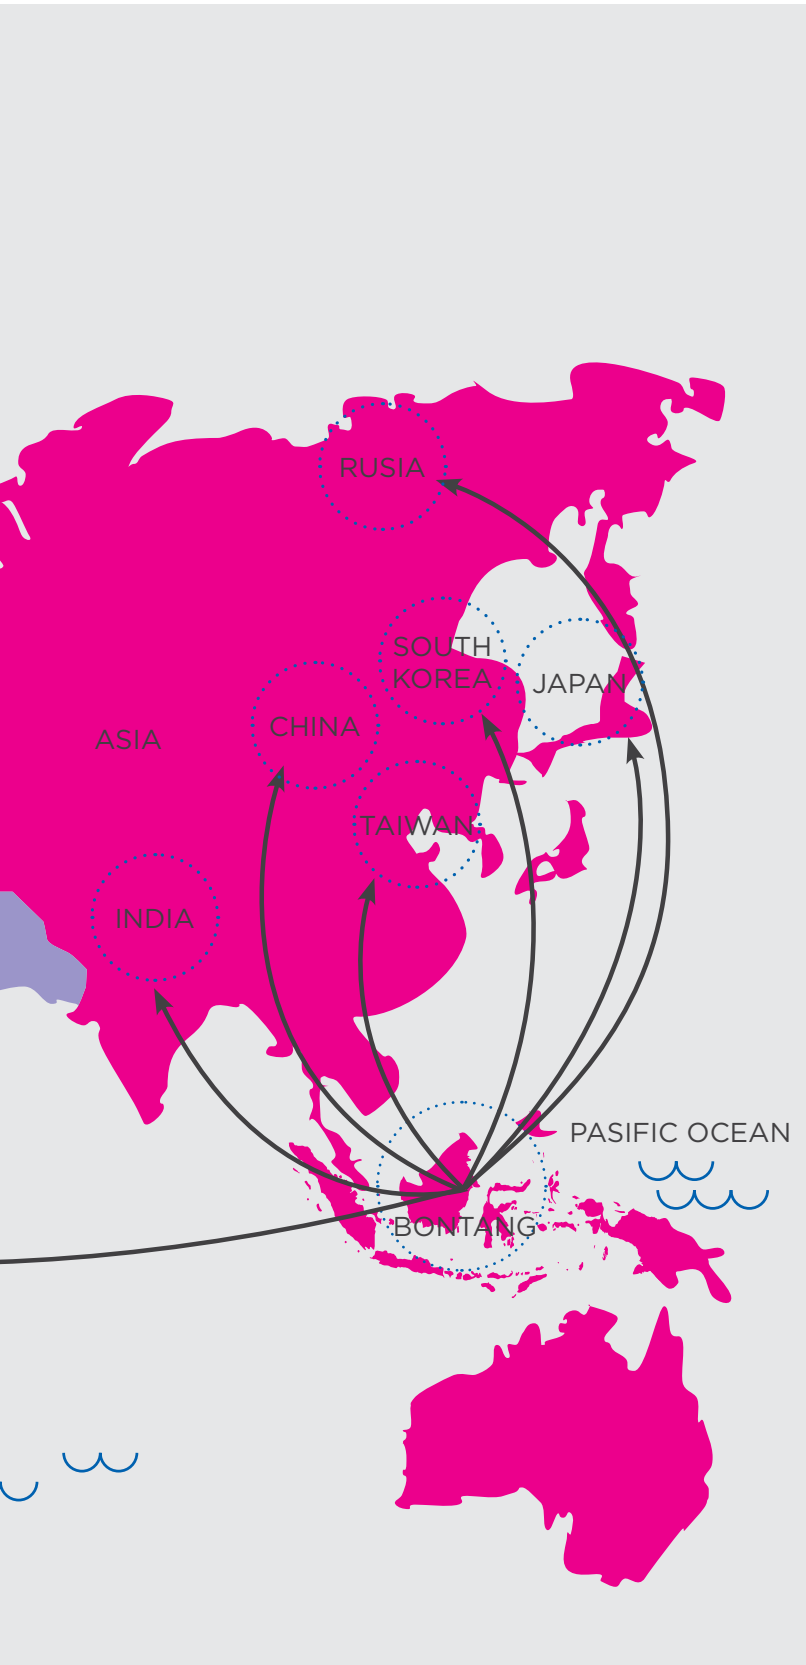 RUSIA
SOUTH
KOREA
JAPAN
CHINA
ASIA
TAIWAN
INDIA
PASIFIC OCEAN
BONTANG